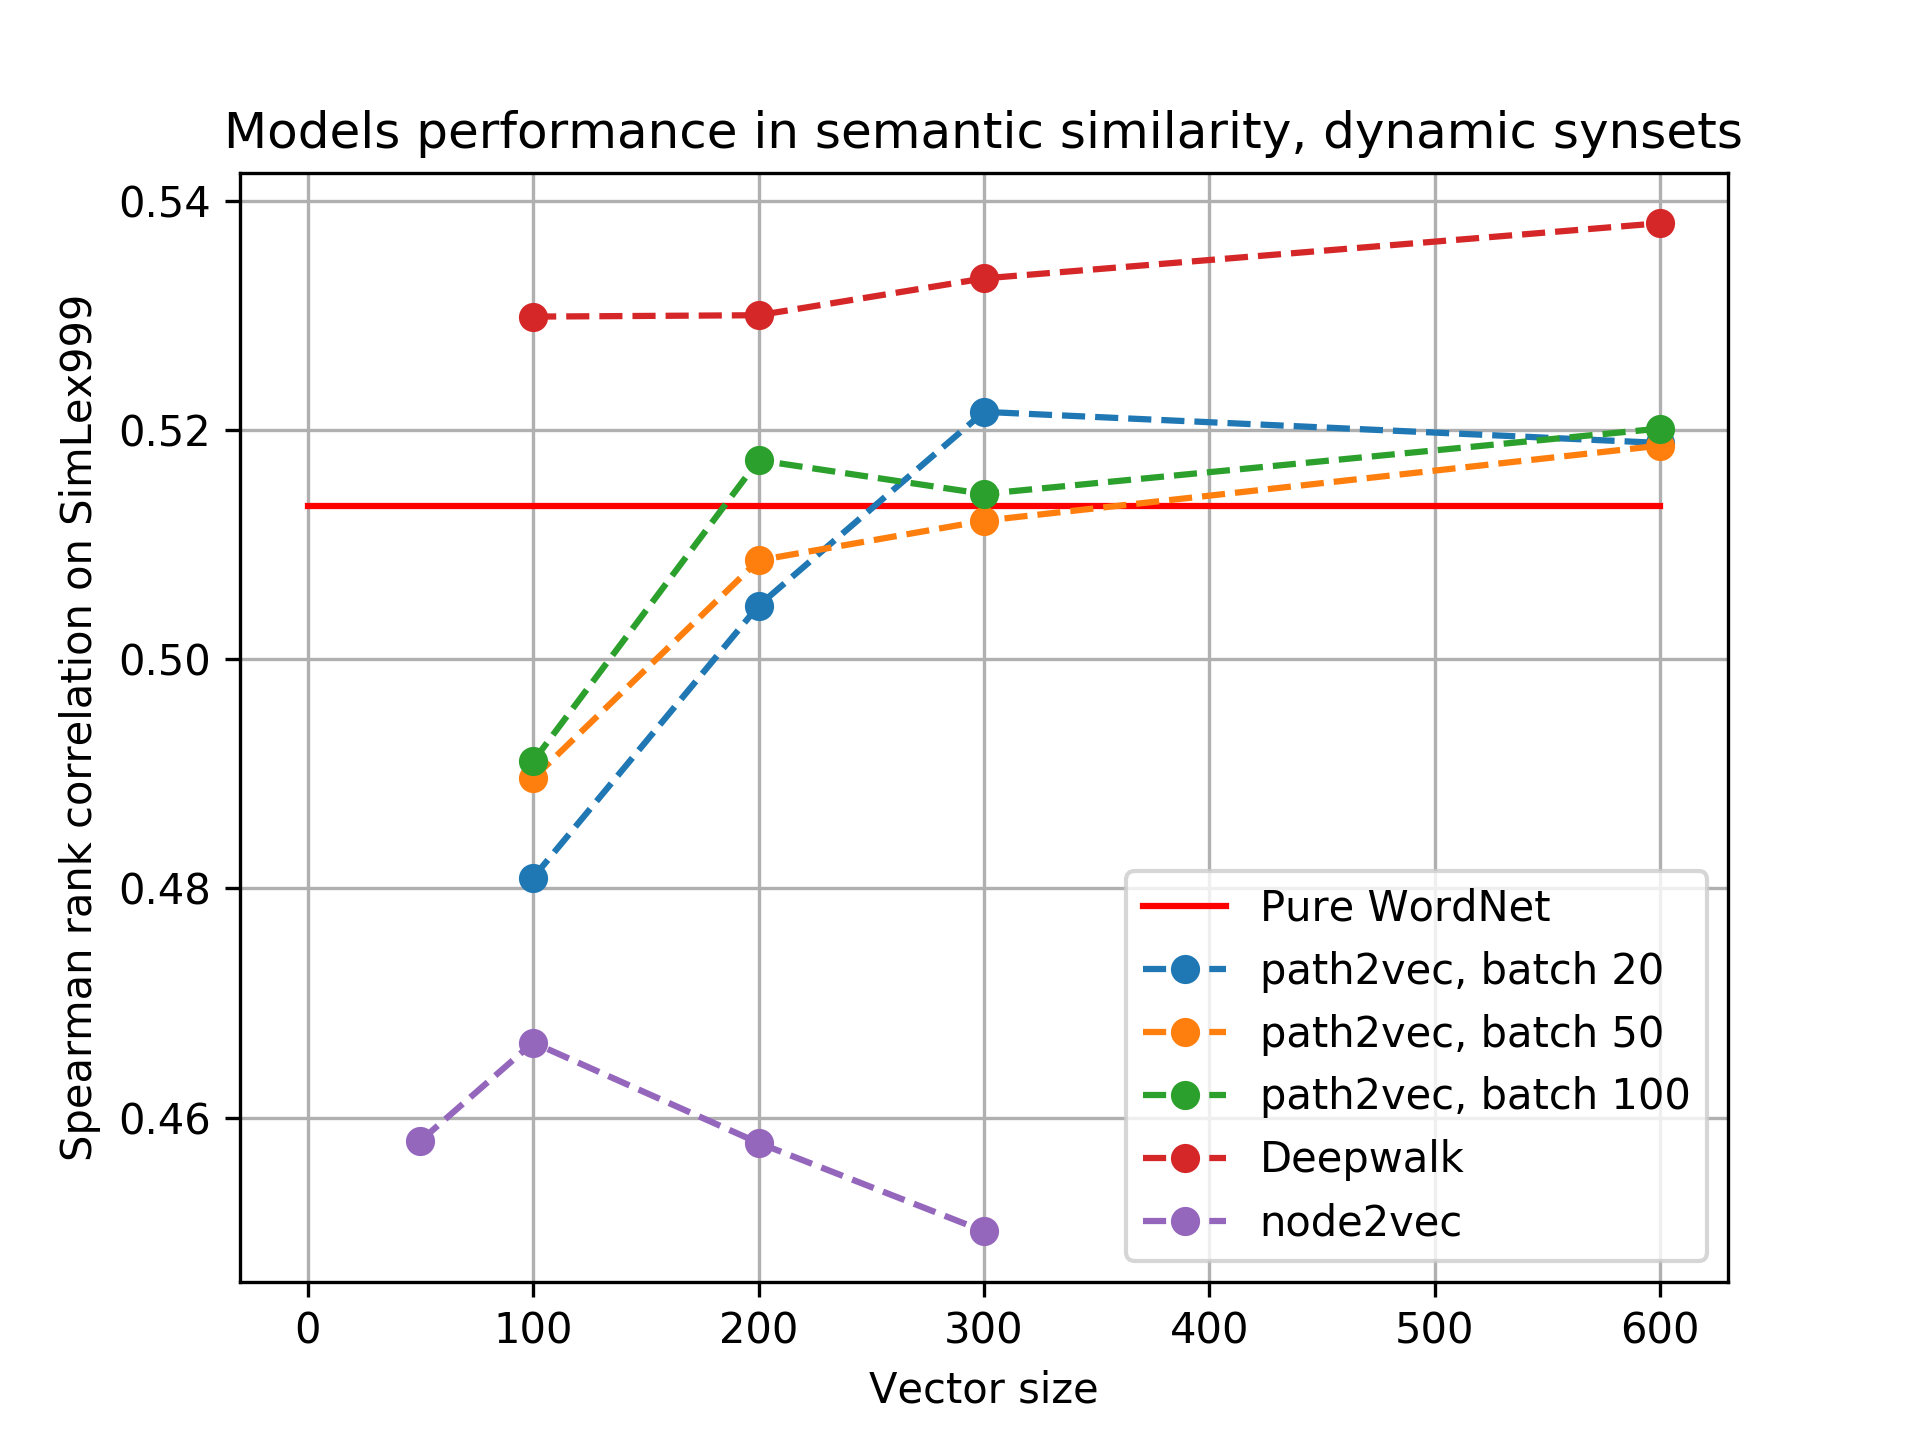 Models performance in semantic similarity, dynamic synsets
Spearman rank correlation on SimLex999
0.54
0.52
0.50
0.48
0.46
Pure WordNet
path2vec, batch 20
path2vec, batch 50
path2vec, batch 100
Deepwalk
node2vec
0 100 200 300 400 500 600
Vector size